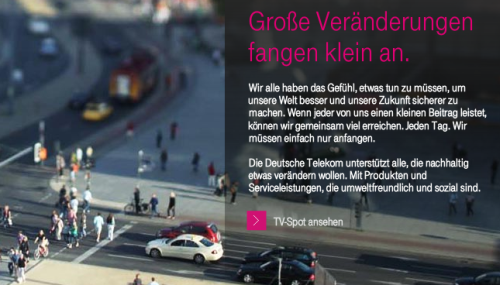 Große Veränderungen
fangen klein an.
Wir alle haben das Gefühl, etwas tun zu müssen, um
unsere Welt besser und unsere Zukunft sicherer zu
machen. Wenn jeder von uns einen kleinen Beitrag leistet,
können wir gemeinsam viel erreichen. Jeden Tag. Wir
müssen einfach nur anfangen.
Die Deutsche Telekom unterstützt alle, die nachhaltig
etwas verändern wollen. Mit Produkten und
Serviceleistungen, die umweltfreundlich und sozial sind.
TV-Spot ansehen